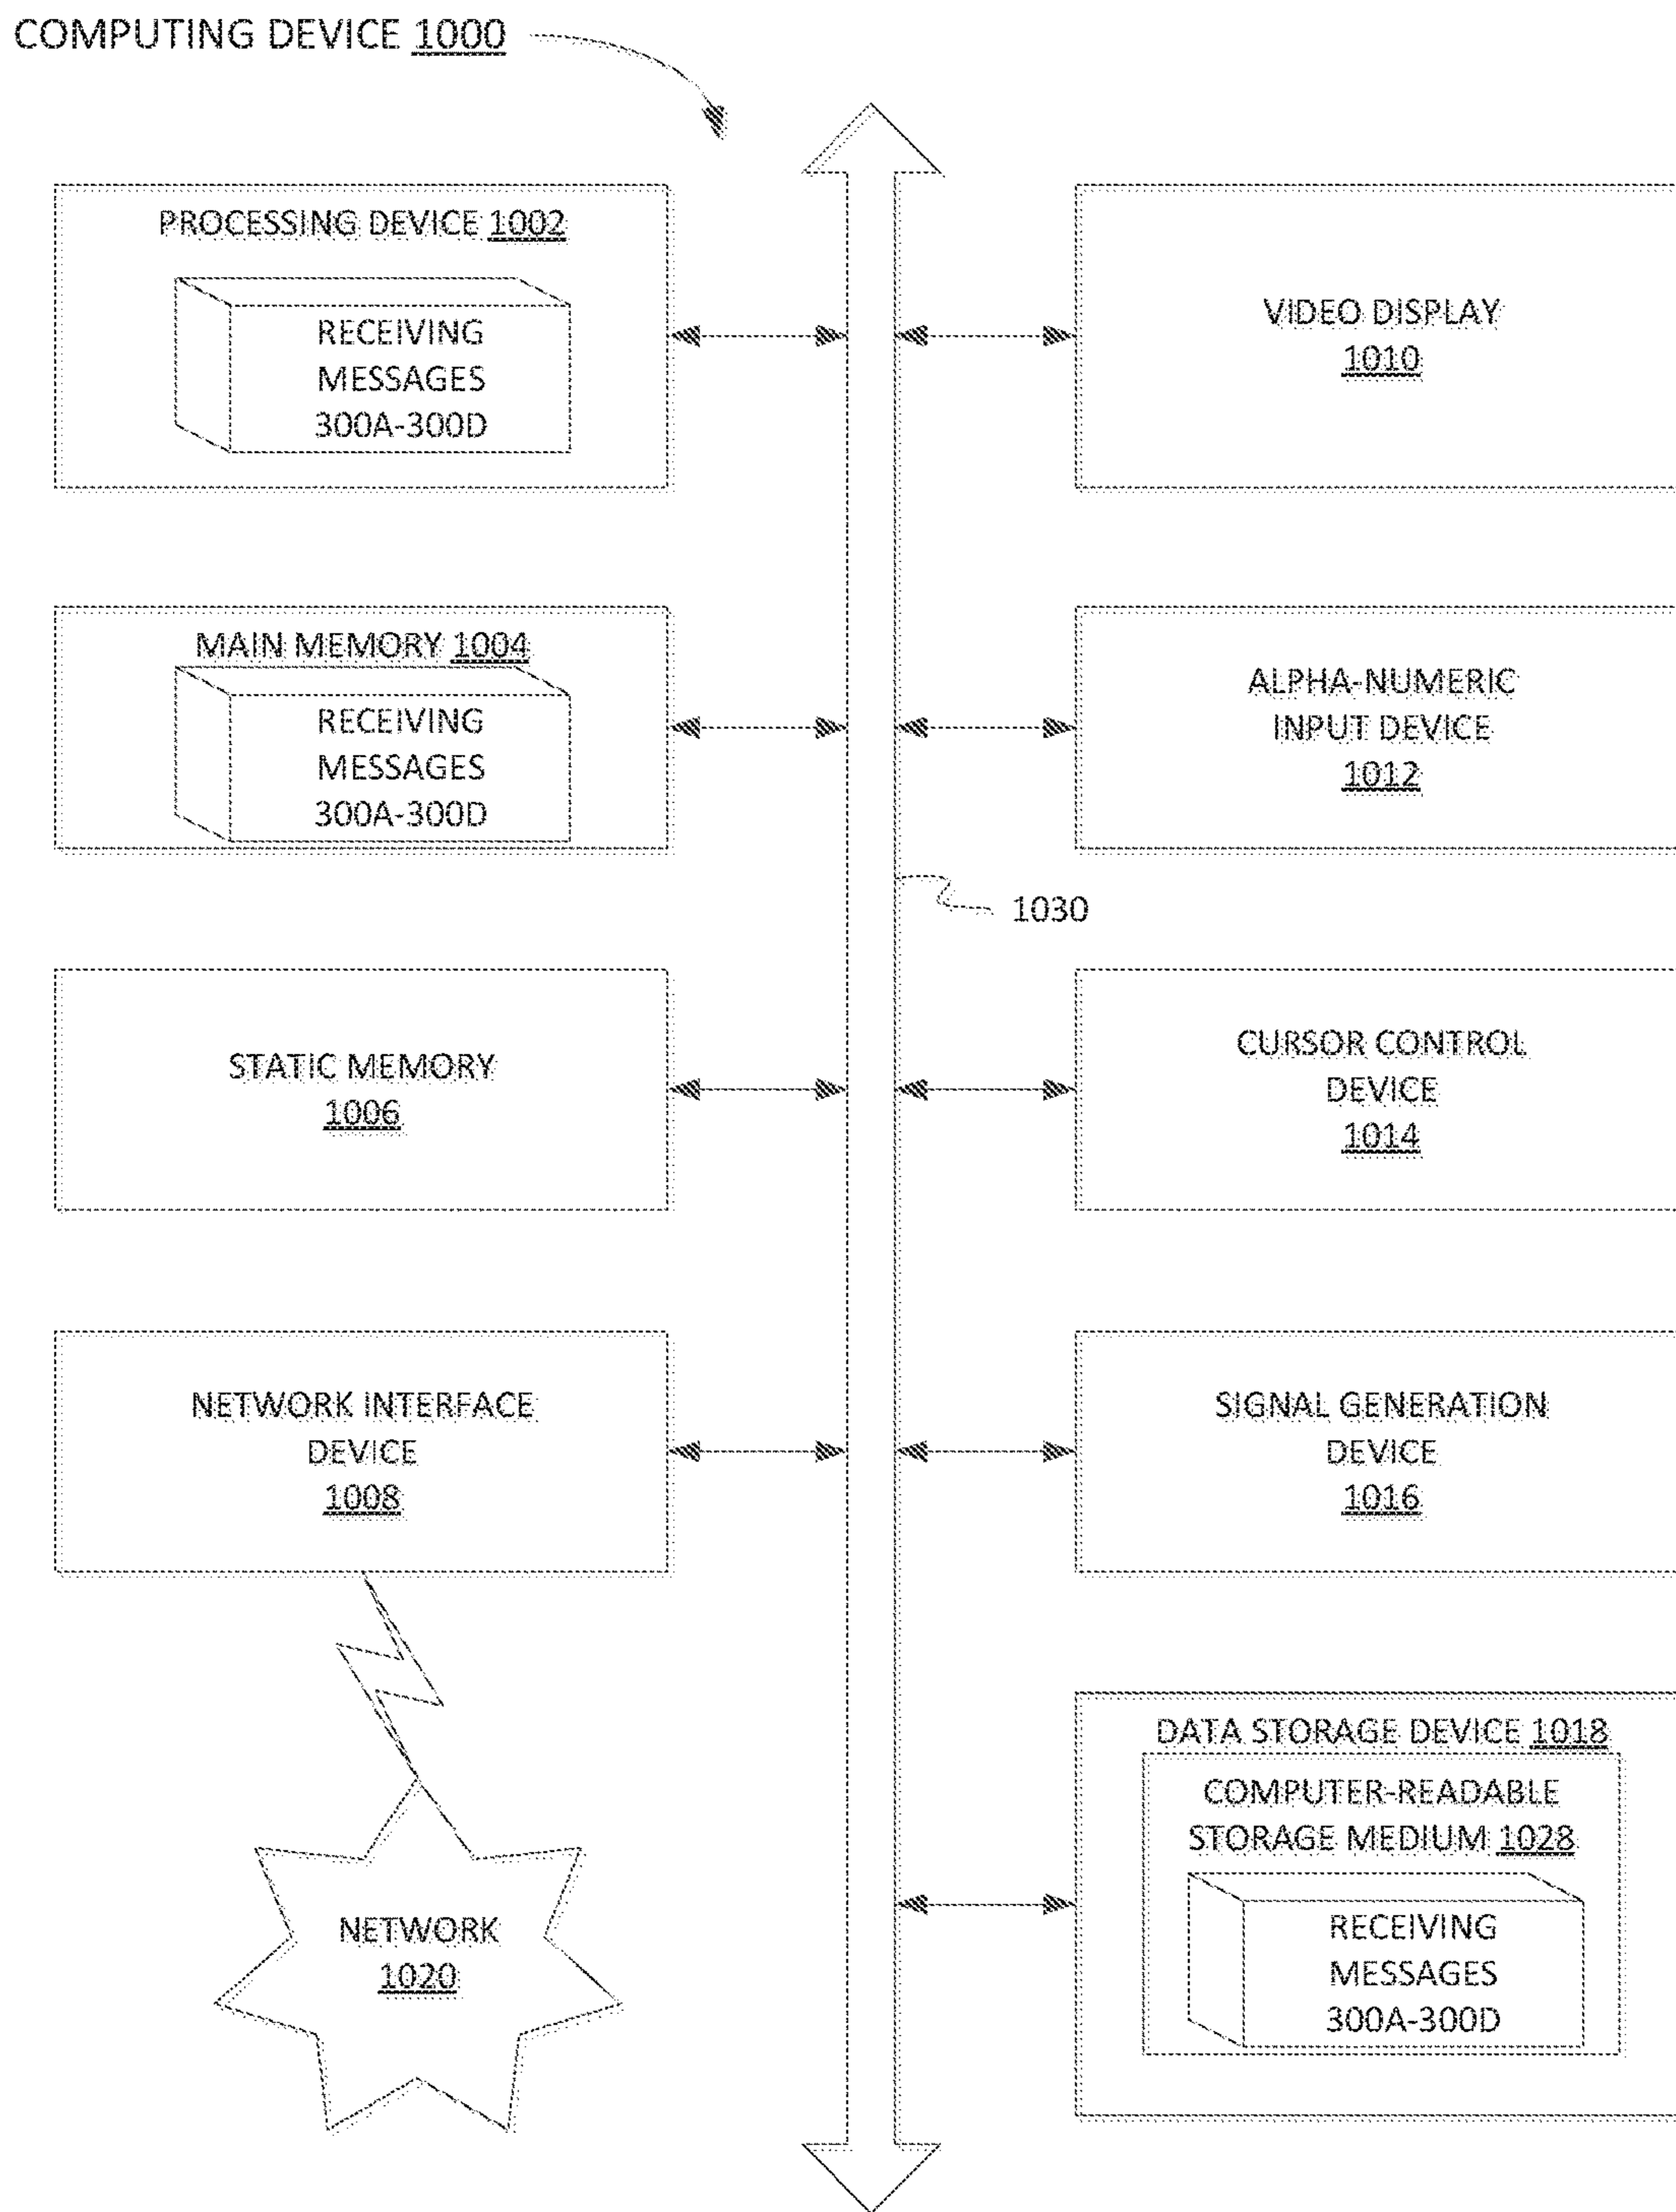 COMPUTING DEVICE 1000
PROCESSING DEVICE 1002
RECEIVING
MESSAGES
300A-300D
VIDEO DISPLAY
1010
MAIN MEMORY 1004
RECEIVING
MESSAGES
300A-300D
ALPHA-NUMERIC
INPUT DEVICE
1012
1030
STATIC MEMORY
1006
CURSOR CONTROL
DEVICE
1014
NETWORK INTERFACE
DEVICE
1008
SIGNAL GENERATION
DEVICE
1016
DATA STORAGE DEVICE 1018
COMPUTER-READABLE
STORAGE MEDIUM 1028
RECEIVING
MESSAGES
300A-300D
NETWORK
1020